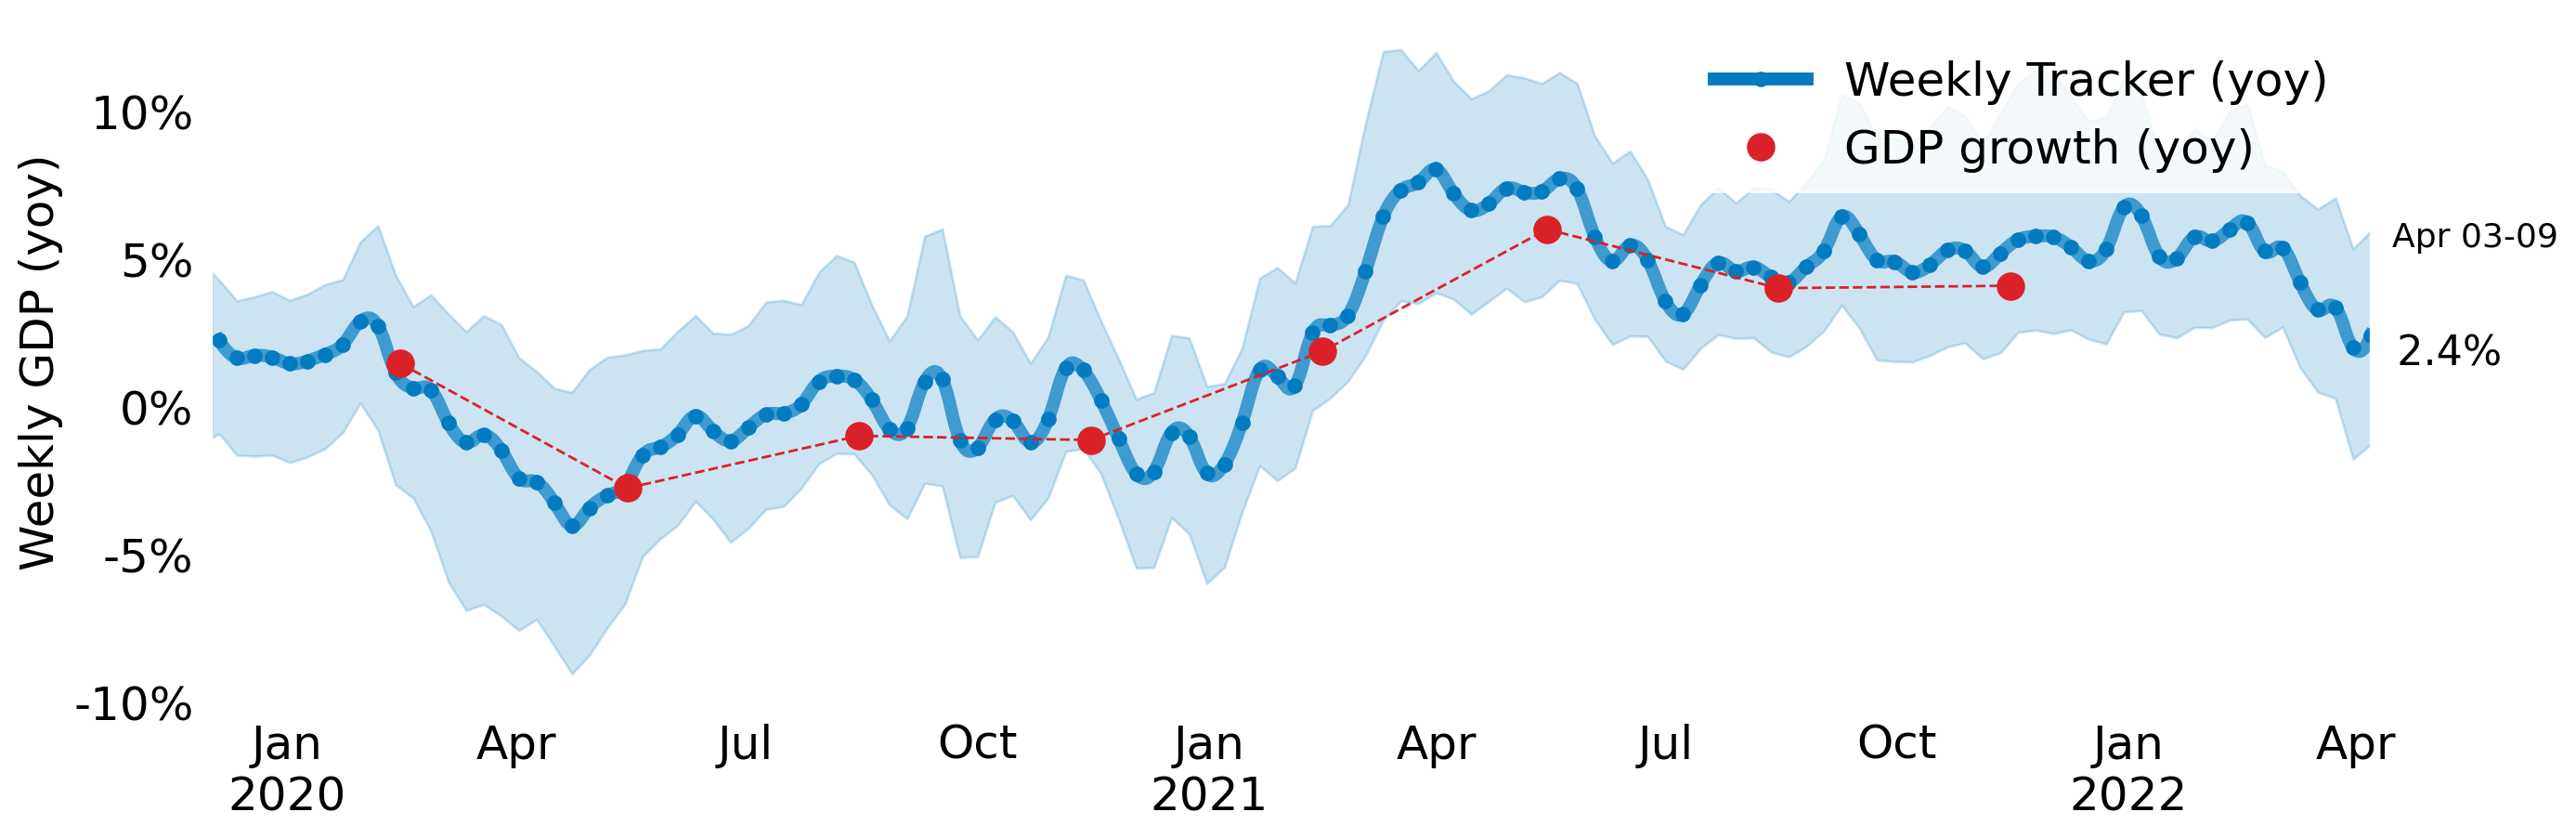 Weekly Tracker (yoy)
GDP growth (yoy)
Weekly GDP (yoy)
10%
5%
0%
-5%
-10%
Apr 03-09
2.4%
Jan Apr Jul Oct Jan Apr Jul Oct Jan Apr
2020 2021 2022